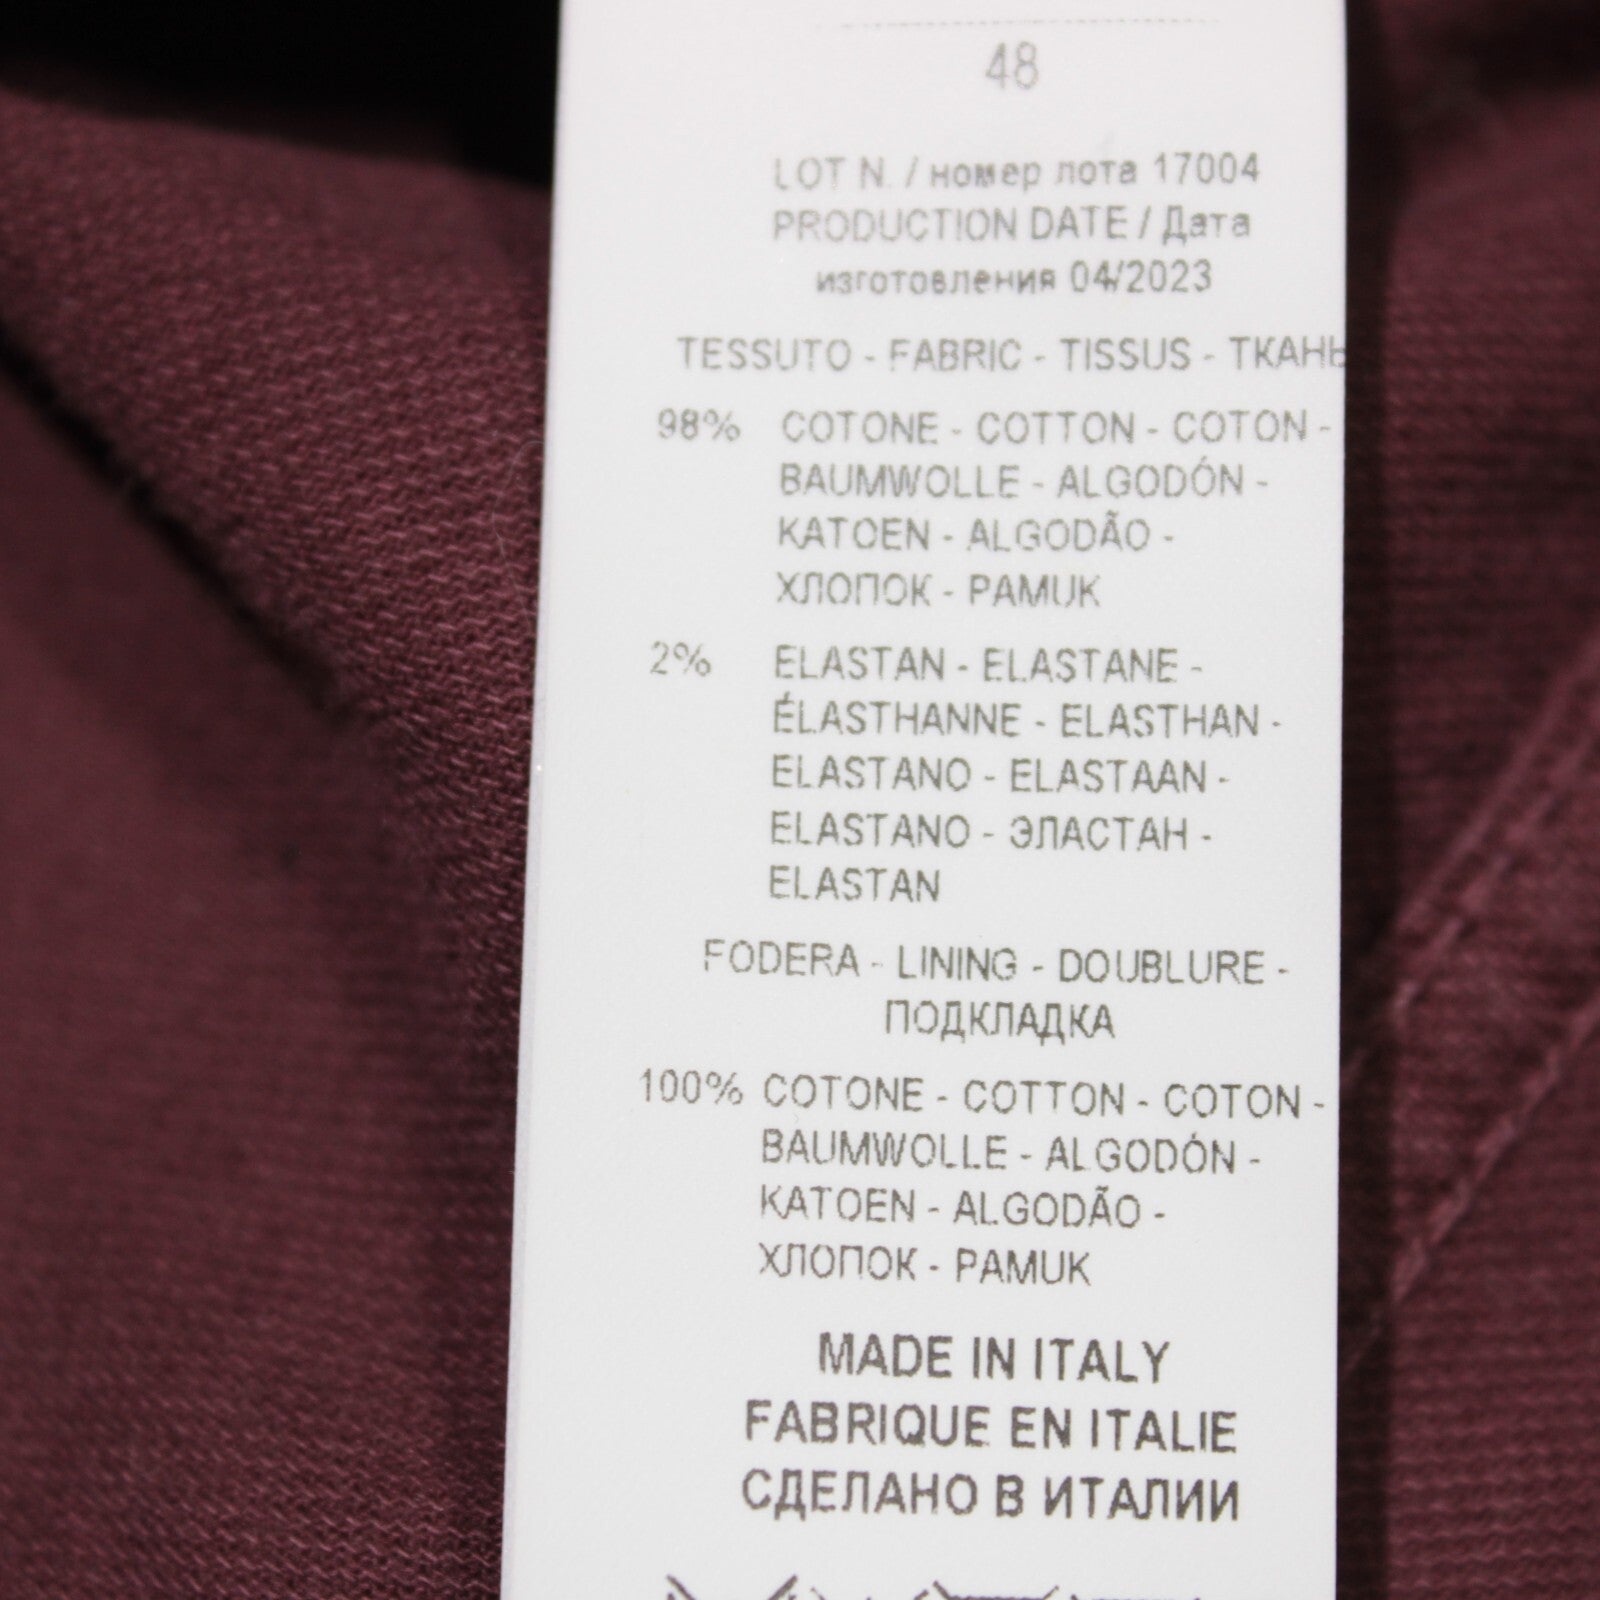 48
LOT N. / номер лота 17004
PRODUCTION DATE / Дата
изготовления 04/2023
TESSUTO - FABRIC - TISSUS - ТКАНЬ
98% COTONE - COTTON - COTON -
BAUMWOLLE - ALGODÓN -
KATOEN - ALGODÃO -
ХЛОПОК - PAMUK
2% ELASTAN - ELASTANE -
ÉLASTHANNE - ELASTHAN -
ELASTANO - ELASTAAN -
ELASTANO - ЭЛАСТАН -
ELASTAN
FODERA - LINING - DOUBLURE -
ПОДКЛАДКА
100% COTONE - COTTON - COTON -
BAUMWOLLE - ALGODÓN -
KATOEN - ALGODÃO -
ХЛОПОК - PAMUK
MADE IN ITALY
FABRIQUE EN ITALIE
СДЕЛАНО В ИТАЛИИ